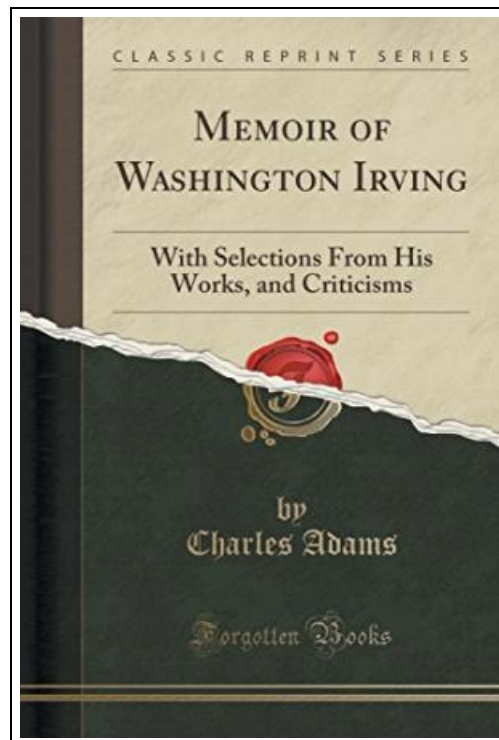 CLASSIC REPRINT SERIES
MEMOIR OF
WASHINGTON IRVING
With Selections From His
Works, and Criticisms
by
Charles Adams
Forgotten Books